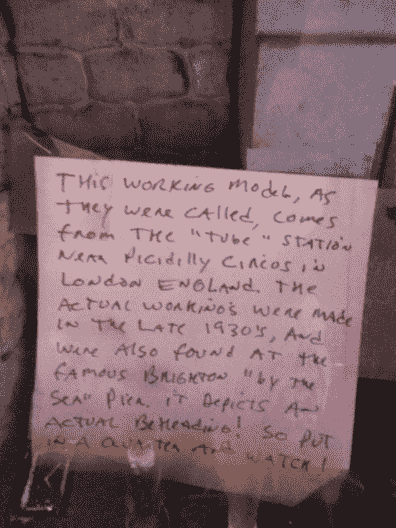 THIS WORKING MODEL, AS
THEY WERE CALLED, COMES
FROM THE "TUBE" STATION
NEAR PICIDILLY CIRCOS IN
LONDON ENGLAND. THE
ACTUAL WORKINGS WERE MADE
IN THE LATE 1930'S, AND
WERE ALSO FOUND AT THE
FAMOUS BRIGHTON "BY THE
SEA" PIER. IT DEPICTS AN
ACTUAL BEHEADING! SO PUT
IN A QUARTER AND WATCH!